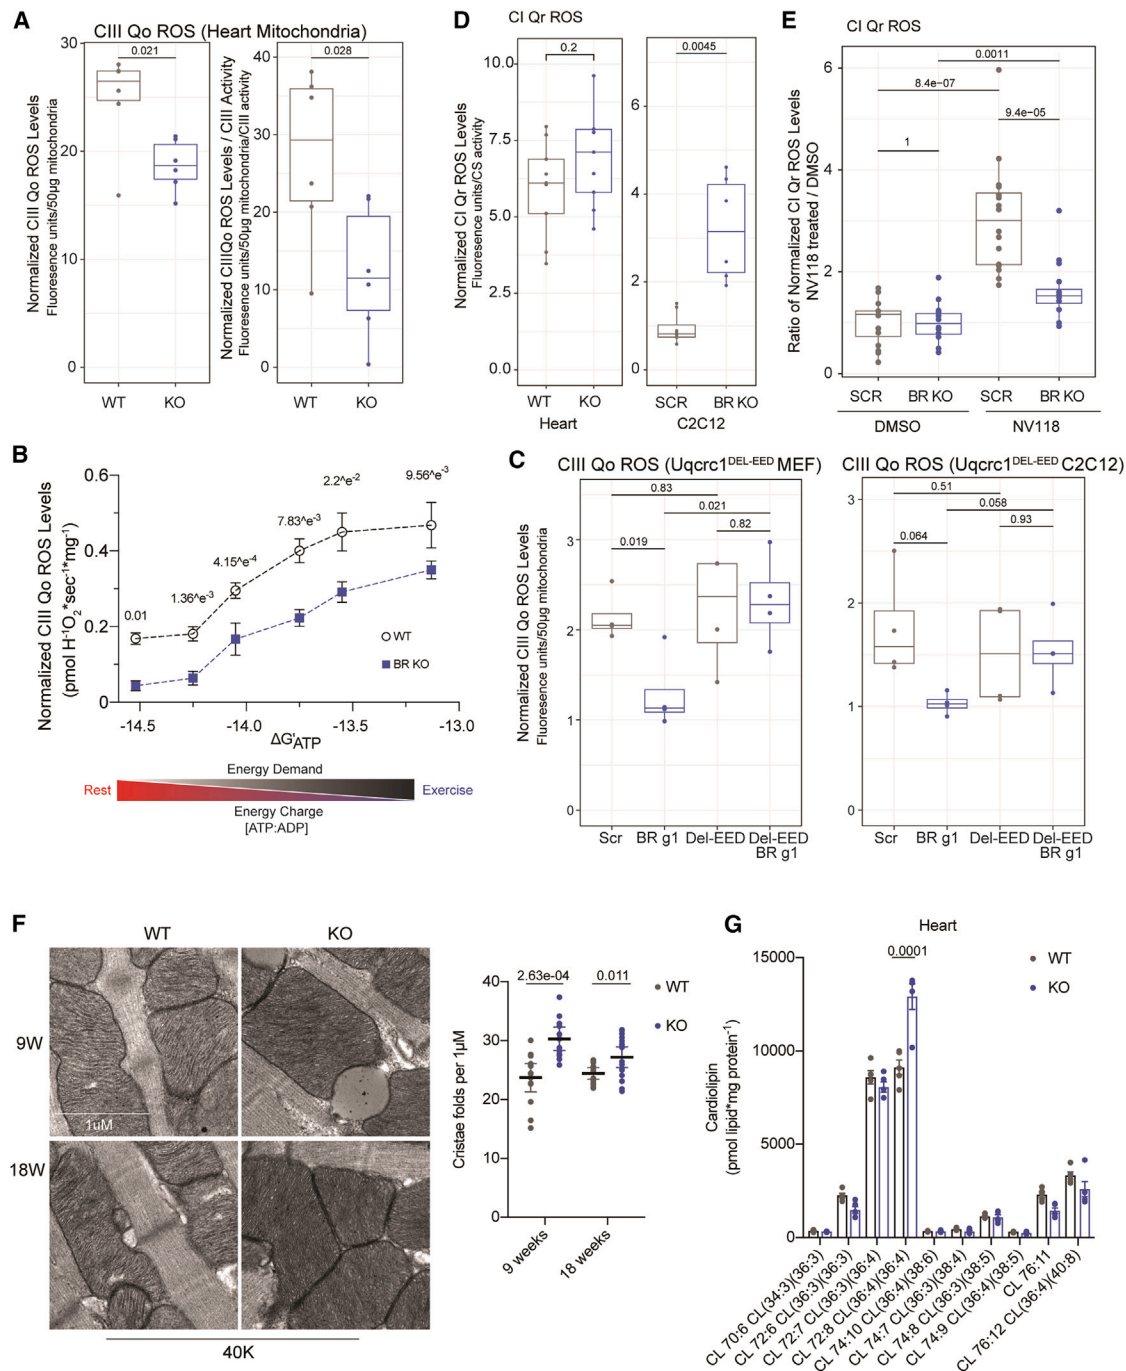 A
CIII Qo ROS (Heart Mitochondria)
Normalized CIII Qo ROS Levels
Fluoresence units/50µg mitochondria
30
20
10
0
0.021
WT
KO
Normalized CIIIQo ROS Levels / CIII Activity
Fluoresence units/50µg mitochondria/CIII activity
40
30
20
10
0
0.028
WT
KO
D
CI Qr ROS
Normalized CI Qr ROS Levels
Fluoresence units/CS activity
10.0
7.5
5.0
2.5
0.0
0.2
WT
KO
Heart
6
4
2
0
0.0045
SCR
BR KO
C2C12
E
CI Qr ROS
Ratio of Normalized CI Qr ROS Levels
NV118 treated / DMSO
6
4
2
0
0.0011
8.4e-07
9.4e-05
1
SCR
BR KO
SCR
BR KO
DMSO
NV118
B
Normalized CIII Qo ROS Levels
(pmol H-1O2*sec-1*mg-1)
0.6
0.4
0.2
0
0.01
1.36^e-3
4.15^e-4
7.83^e-3
2.2^e-2
9.56^e-3
WT
BR KO
-14.5
-14.0
-13.5
-13.0
ΔG'ATP
Energy Demand
Rest
Exercise
Energy Charge
[ATP:ADP]
C
CIII Qo ROS (Uqcrc1DEL-EED MEF)
Normalized CIII Qo ROS Levels
Fluoresence units/50µg mitochondria
3
2
1
0
0.83
0.021
0.82
0.019
Scr
BR g1
Del-EED
Del-EED
BR g1
CIII Qo ROS (Uqcrc1DEL-EED C2C12)
3
2
1
0
0.51
0.058
0.93
0.064
Scr
BR g1
Del-EED
Del-EED
BR g1
F
WT
KO
9W
1uM
18W
40K
Cristae folds per 1µM
40
30
20
10
0
2.63e-04
0.011
WT
KO
9 weeks
18 weeks
G
Heart
Cardiolipin
(pmol lipid*mg protein-1)
15000
10000
5000
0
0.0001
WT
KO
CL 70:6 CL(34:3)(36:3)
CL 72:6 CL(36:3)(36:3)
CL 72:7 CL(36:3)(36:4)
CL 72:8 CL(36:4)(36:4)
CL 74:10 CL(36:4)(38:6)
CL 74:7 CL(36:3)(38:4)
CL 74:8 CL(36:3)(38:5)
CL 74:9 CL(36:4)(38:5)
CL 76:11
CL 76:12 CL(36:4)(40:8)